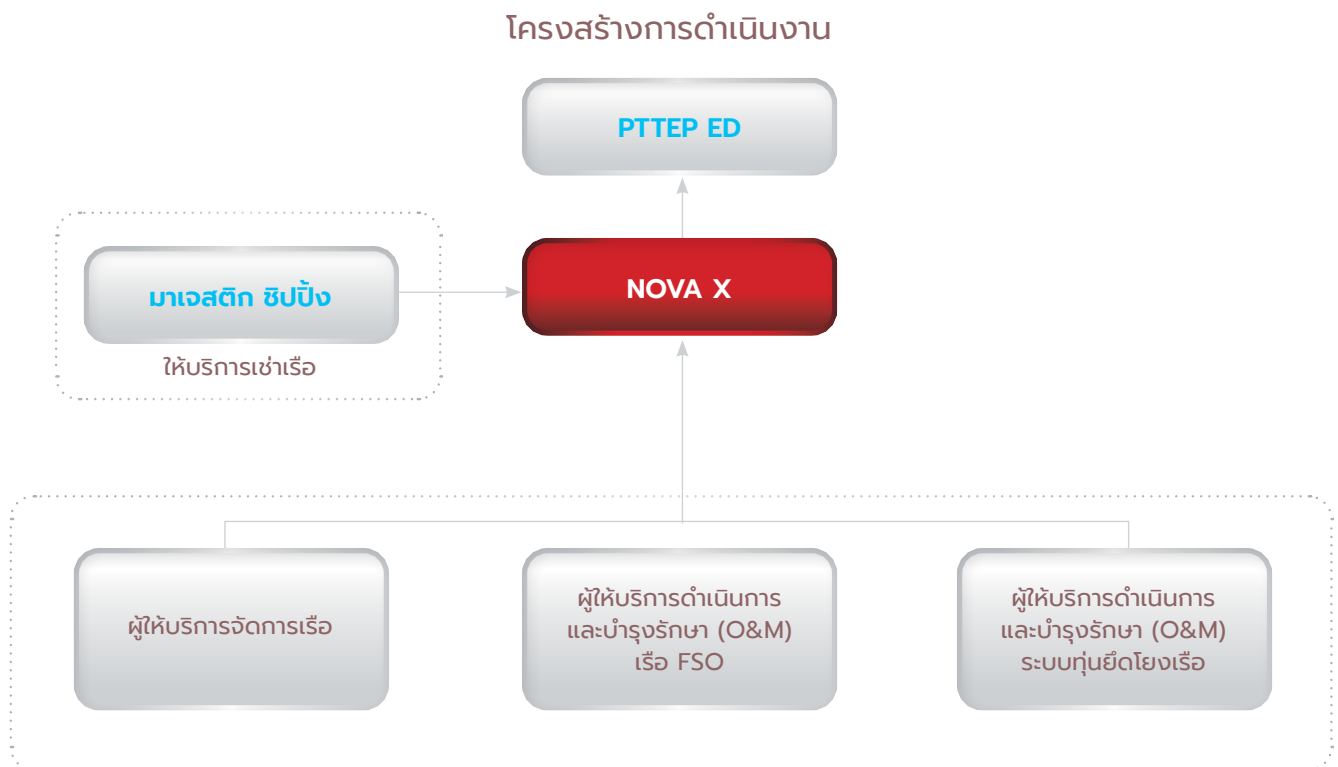 โครงสร้างการดำเนินงาน
PTTEP ED
มาเจสติก ชิปปิ้ง
NOVA X
ให้บริการเช่าเรือ
ผู้ให้บริการจัดการเรือ
ผู้ให้บริการดำเนินการ
และบำรุงรักษา (O&M)
เรือ FSO
ผู้ให้บริการดำเนินการ
และบำรุงรักษา (O&M)
ระบบทุ่นยึดโยงเรือ